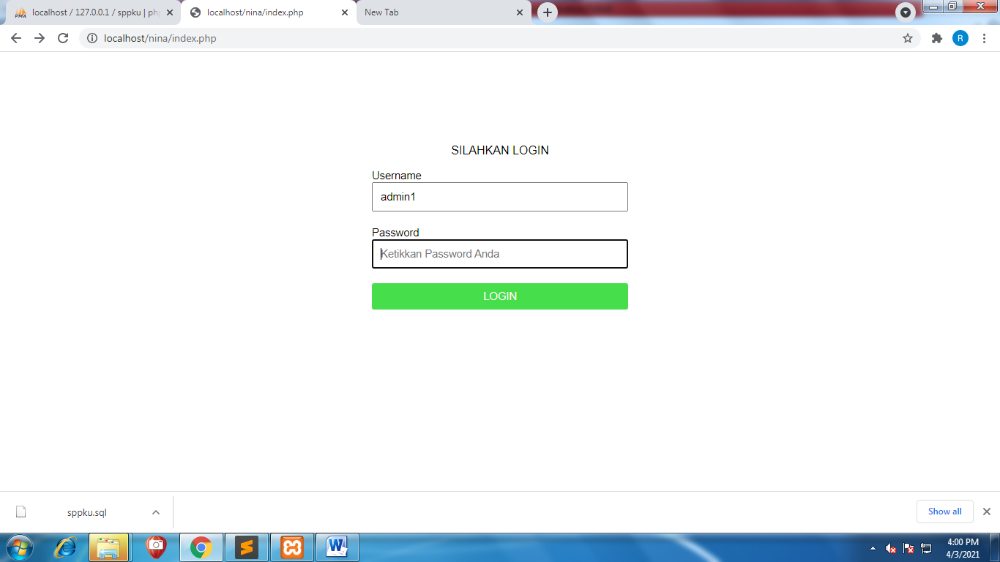 localhost / 127.0.0.1 / sppku | php
localhost/nina/index.php
New Tab
localhost/nina/index.php
R
SILAHKAN LOGIN
Username
admin1
Password
Ketikkan Password Anda
LOGIN
sppku.sql
Show all
4:00 PM
4/3/2021